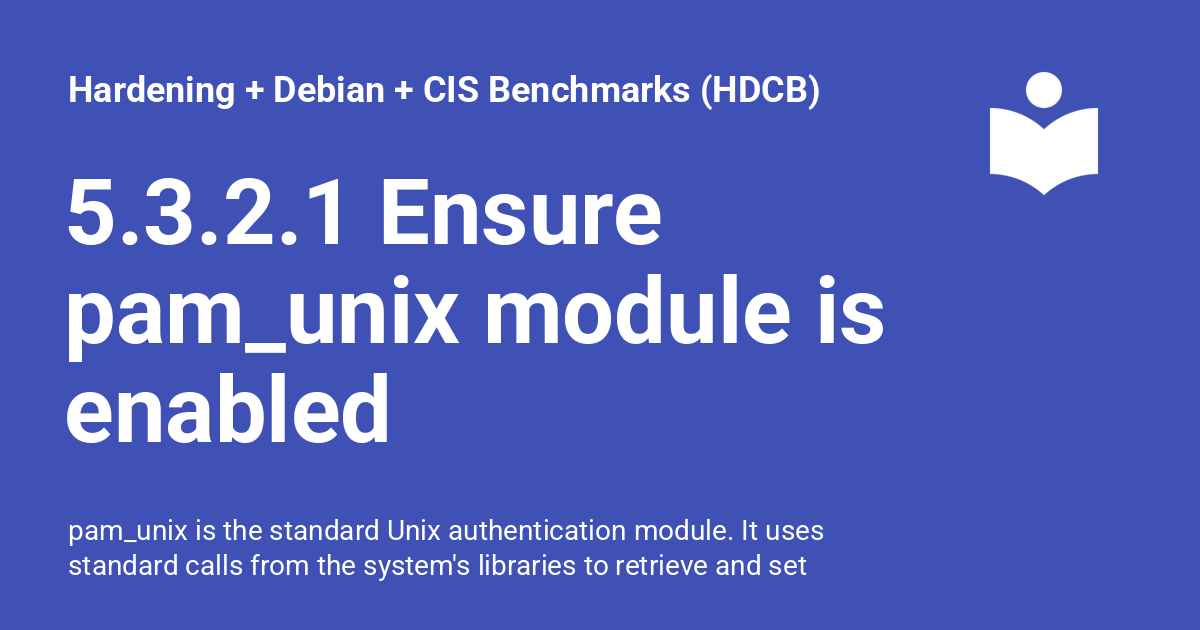 Hardening + Debian + CIS Benchmarks (HDCB)
5.3.2.1 Ensure
pam_unix module is
enabled
pam_unix is the standard Unix authentication module. It uses
standard calls from the system's libraries to retrieve and set